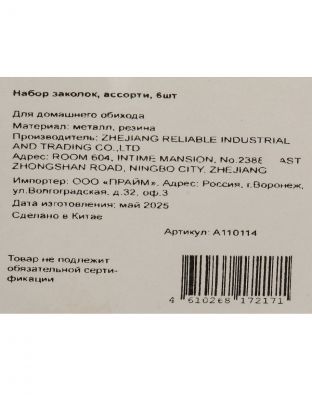 Набор заколок, ассорти, 6шт
Для домашнего обихода
Материал: металл, резина
Производитель: ZHEJIANG RELIABLE INDUSTRIAL
AND TRADING CO.,LTD
Адрес: ROOM 604, INTIME MANSION, No.238 AST
ZHONGSHAN ROAD, NINGBO CITY, ZHEJIANG
Импортер: ООО «ПРАЙМ», Адрес: Россия, г.Воронеж,
ул.Волгоградская, д.32, оф.3
Дата изготовления: май 2025
Сделано в Китае
Артикул: A110114
Товар не подлежит
обязательной серти-
фикации
4 610268 172171